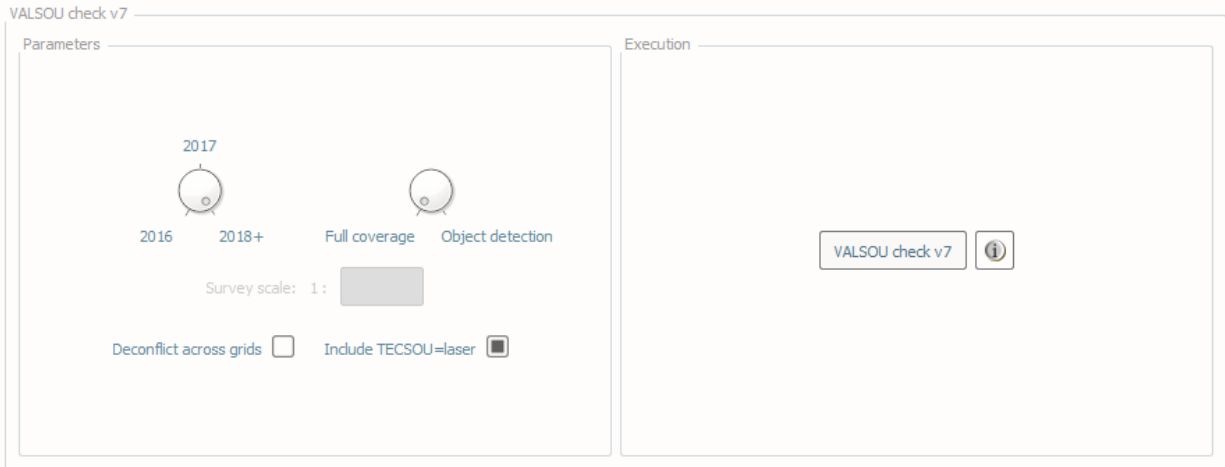 VALSOU check v7
Parameters
2017
2016 2018+
Full coverage Object detection
Survey scale: 1 :
Deconflict across grids Include TECSOU=laser
Execution
VALSOU check v7